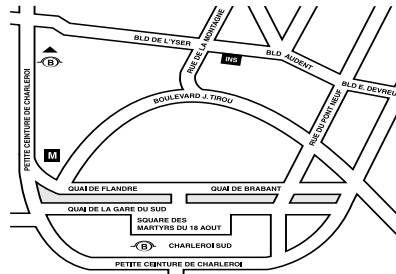 BLD DE L'YSER
RUE DE LA MONTAGNE
INS
BLD AUDENT
BLD E. DEVREU
B
PETITE CEINTURE DE CHARLEROI
BOULEVARD J. TIROU
RUE DU PONT NEUF
M
QUAI DE FLANDRE
QUAI DE BRABANT
QUAI DE LA GARE DU SUD
SQUARE DES
MARTYRS DU 18 AOUT
B
CHARLEROI SUD
PETITE CEINTURE DE CHARLEROI